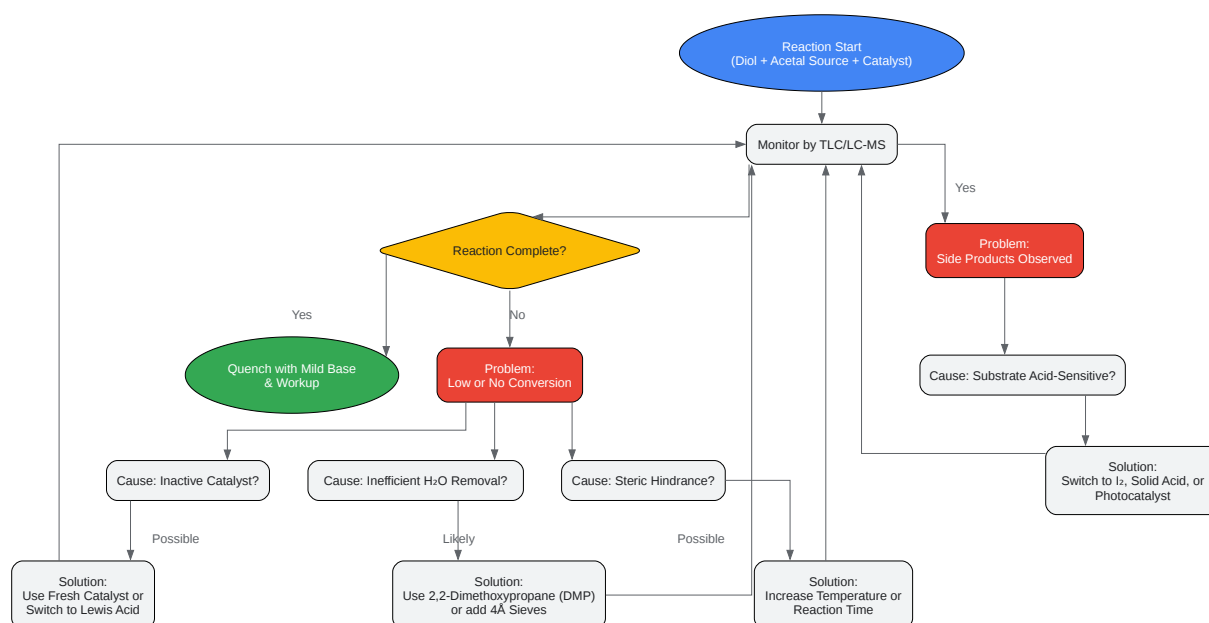 Reaction Start
(Diol + Acetal Source + Catalyst)
Monitor by TLC/LC-MS
Yes
Problem:
Side Products Observed
Reaction Complete?
Yes
No
Quench with Mild Base
& Workup
Problem:
Low or No Conversion
Cause: Substrate Acid-Sensitive?
Cause: Inactive Catalyst?
Cause: Inefficient H₂O Removal?
Cause: Steric Hindrance?
Solution:
Switch to I₂, Solid Acid, or
Photocatalyst
Possible
Likely
Possible
Solution:
Use Fresh Catalyst or
Switch to Lewis Acid
Solution:
Use 2,2-Dimethoxypropane (DMP)
or add 4Å Sieves
Solution:
Increase Temperature or
Reaction Time